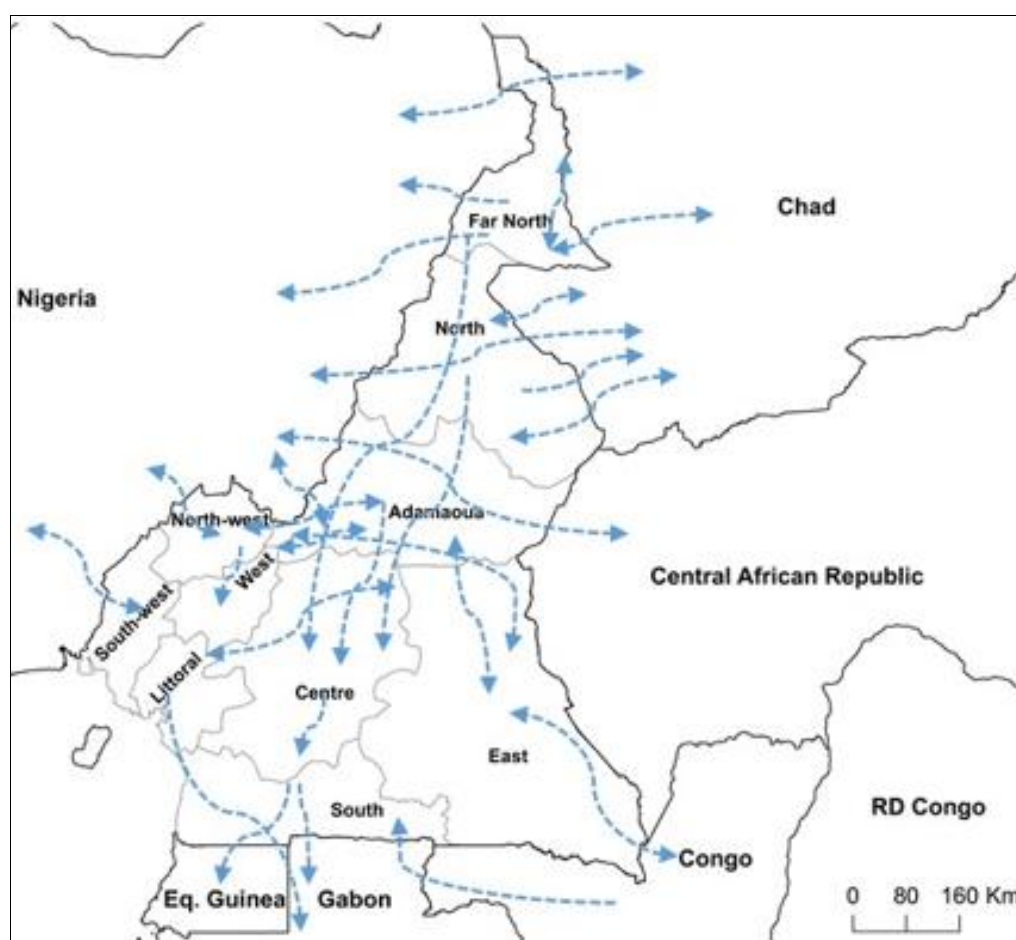 Chad
Far North
Nigeria
North
Adamaoua
North-west
West
Central African Republic
South-west
Littoral
Centre
East
South
RD Congo
Congo
Eq. Guinea
Gabon
0 80 160 Km